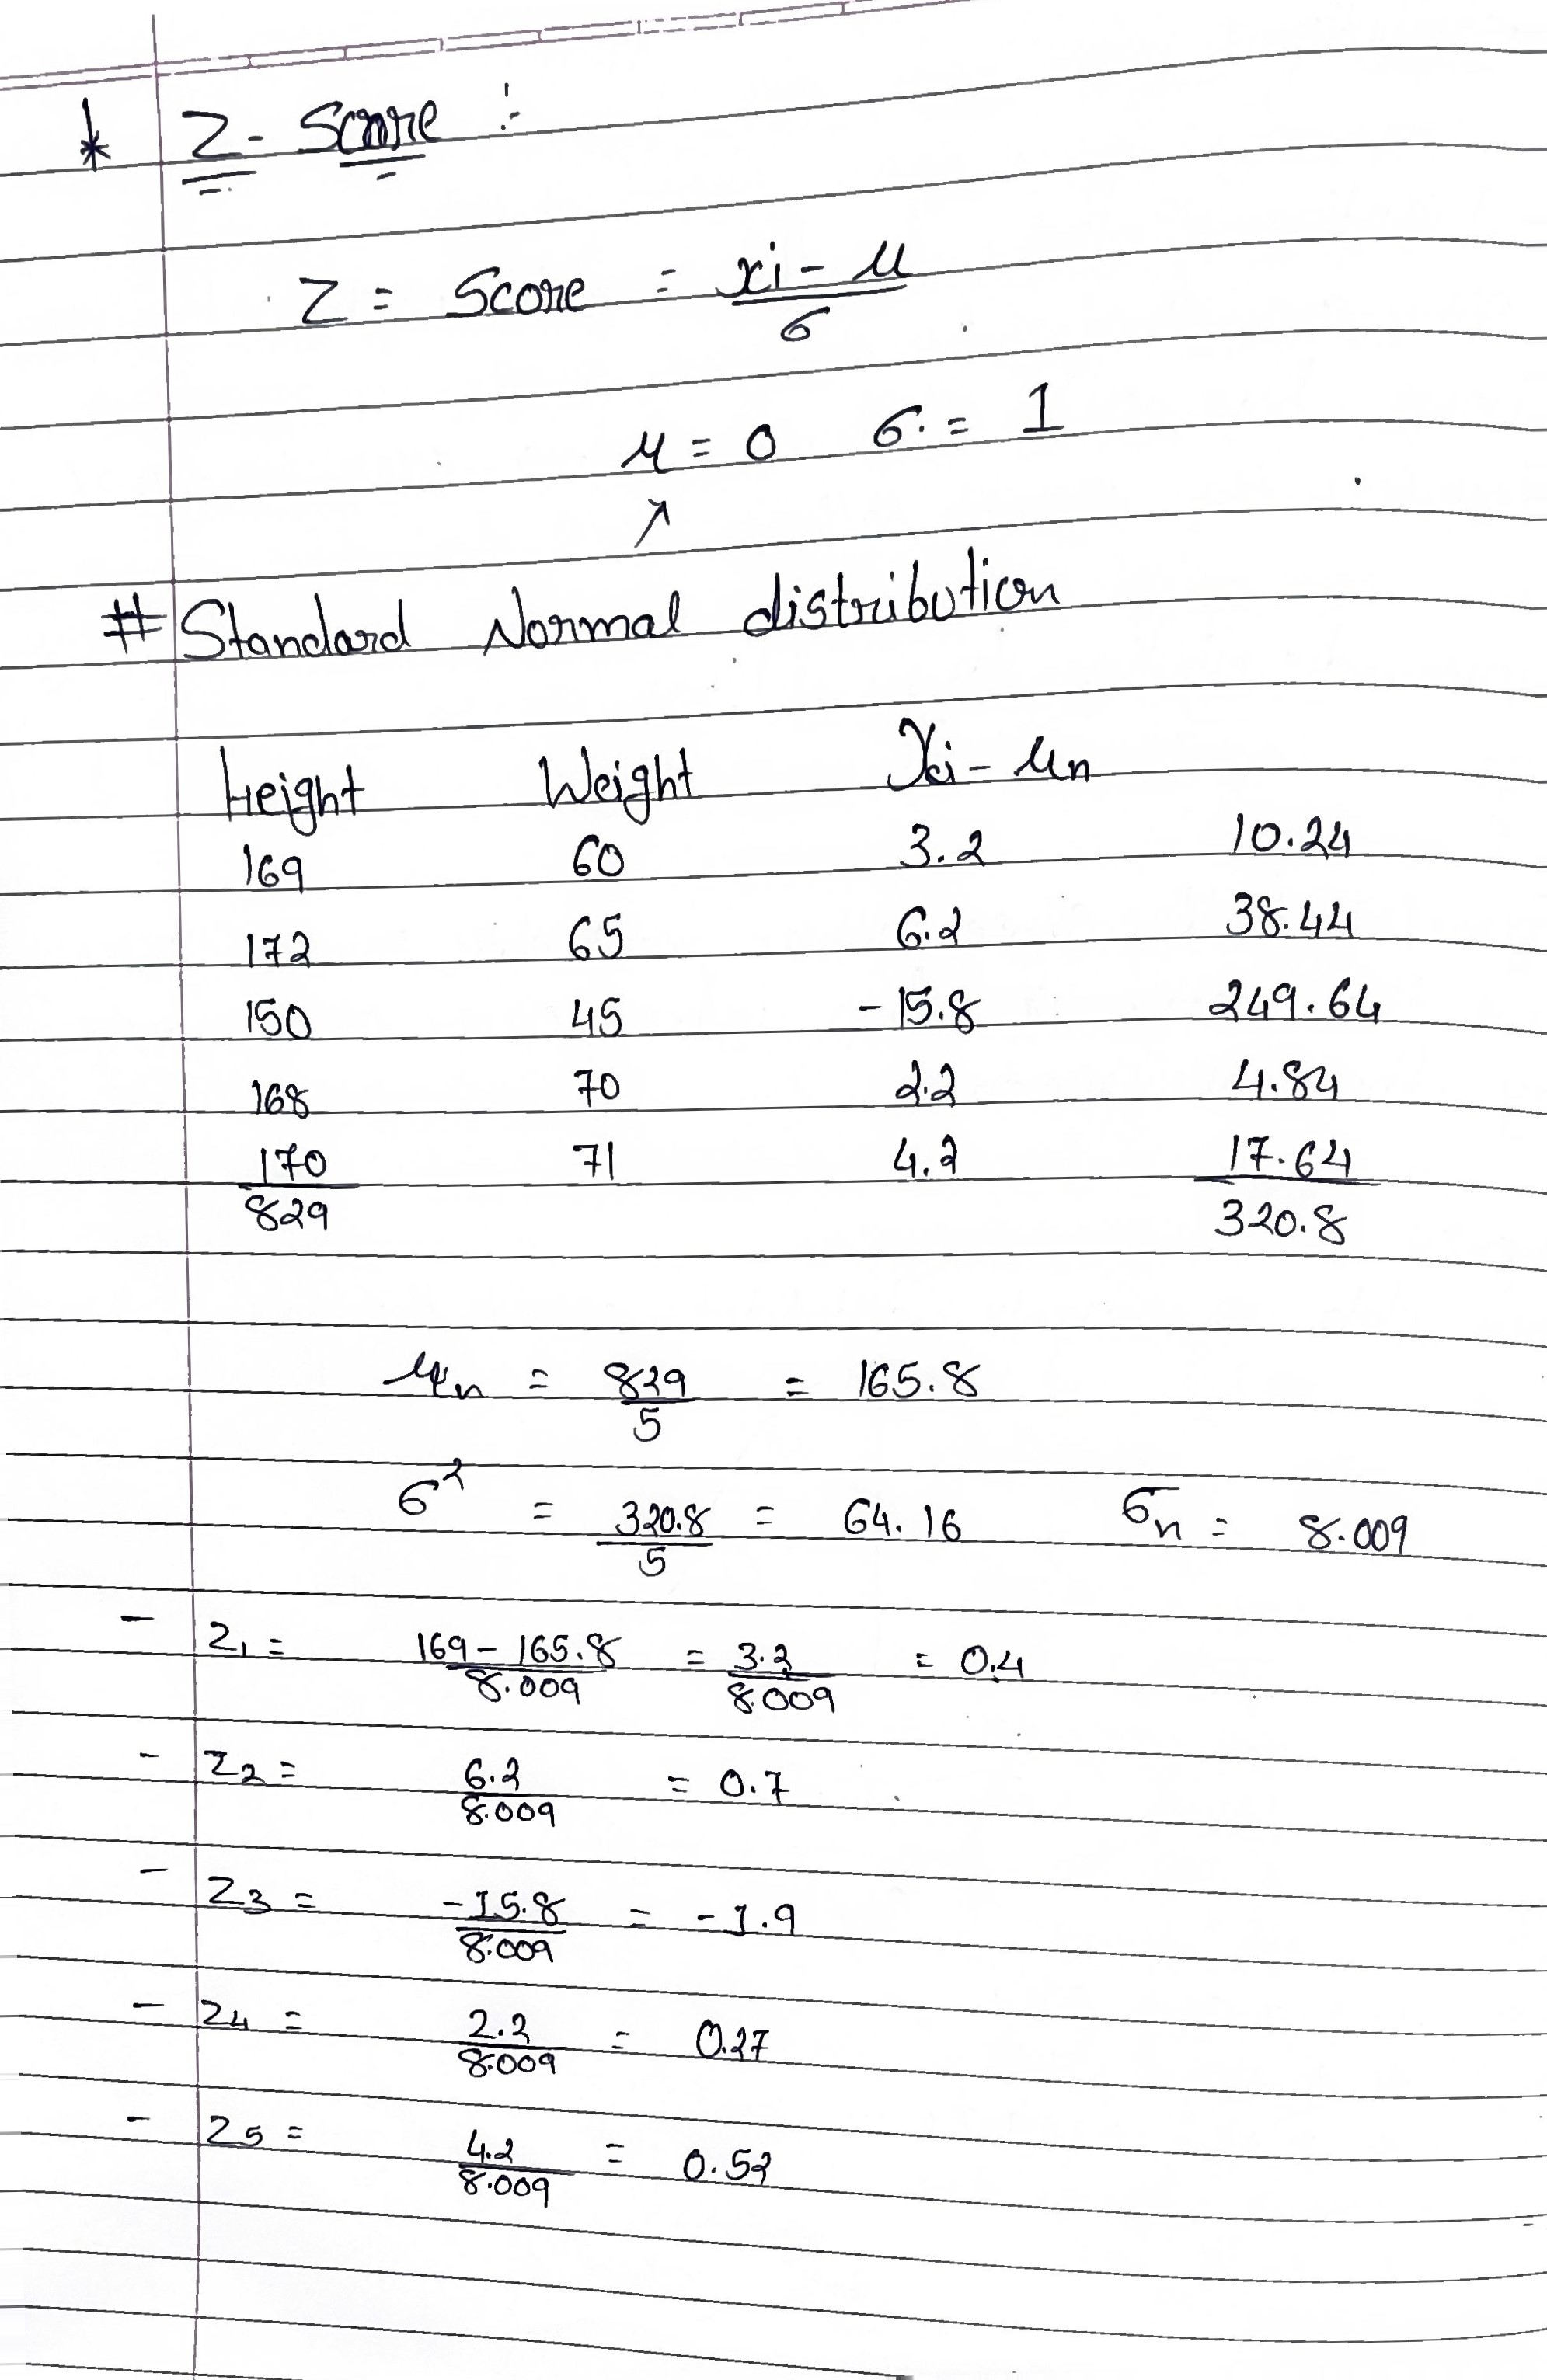 * Z - Score :-
Z = Score = xi - μ / σ
μ = 0 σ = 1
↗
# Standard Normal distribution
Height Weight Xi - μn
169 60 3.2 10.24
172 65 6.2 38.44
150 45 - 15.8 249.64
168 70 2.2 4.84
170 71 4.2 17.64
829 320.8
μn = 829 / 5 = 165.8
σ² = 320.8 / 5 = 64.16 σn = 8.009
- Z1 = 169 - 165.8 / 8.009 = 3.2 / 8.009 = 0.4
- Z2 = 6.2 / 8.009 = 0.7
- Z3 = -15.8 / 8.009 = - 1.9
- Z4 = 2.2 / 8.009 = 0.27
- Z5 = 4.2 / 8.009 = 0.52